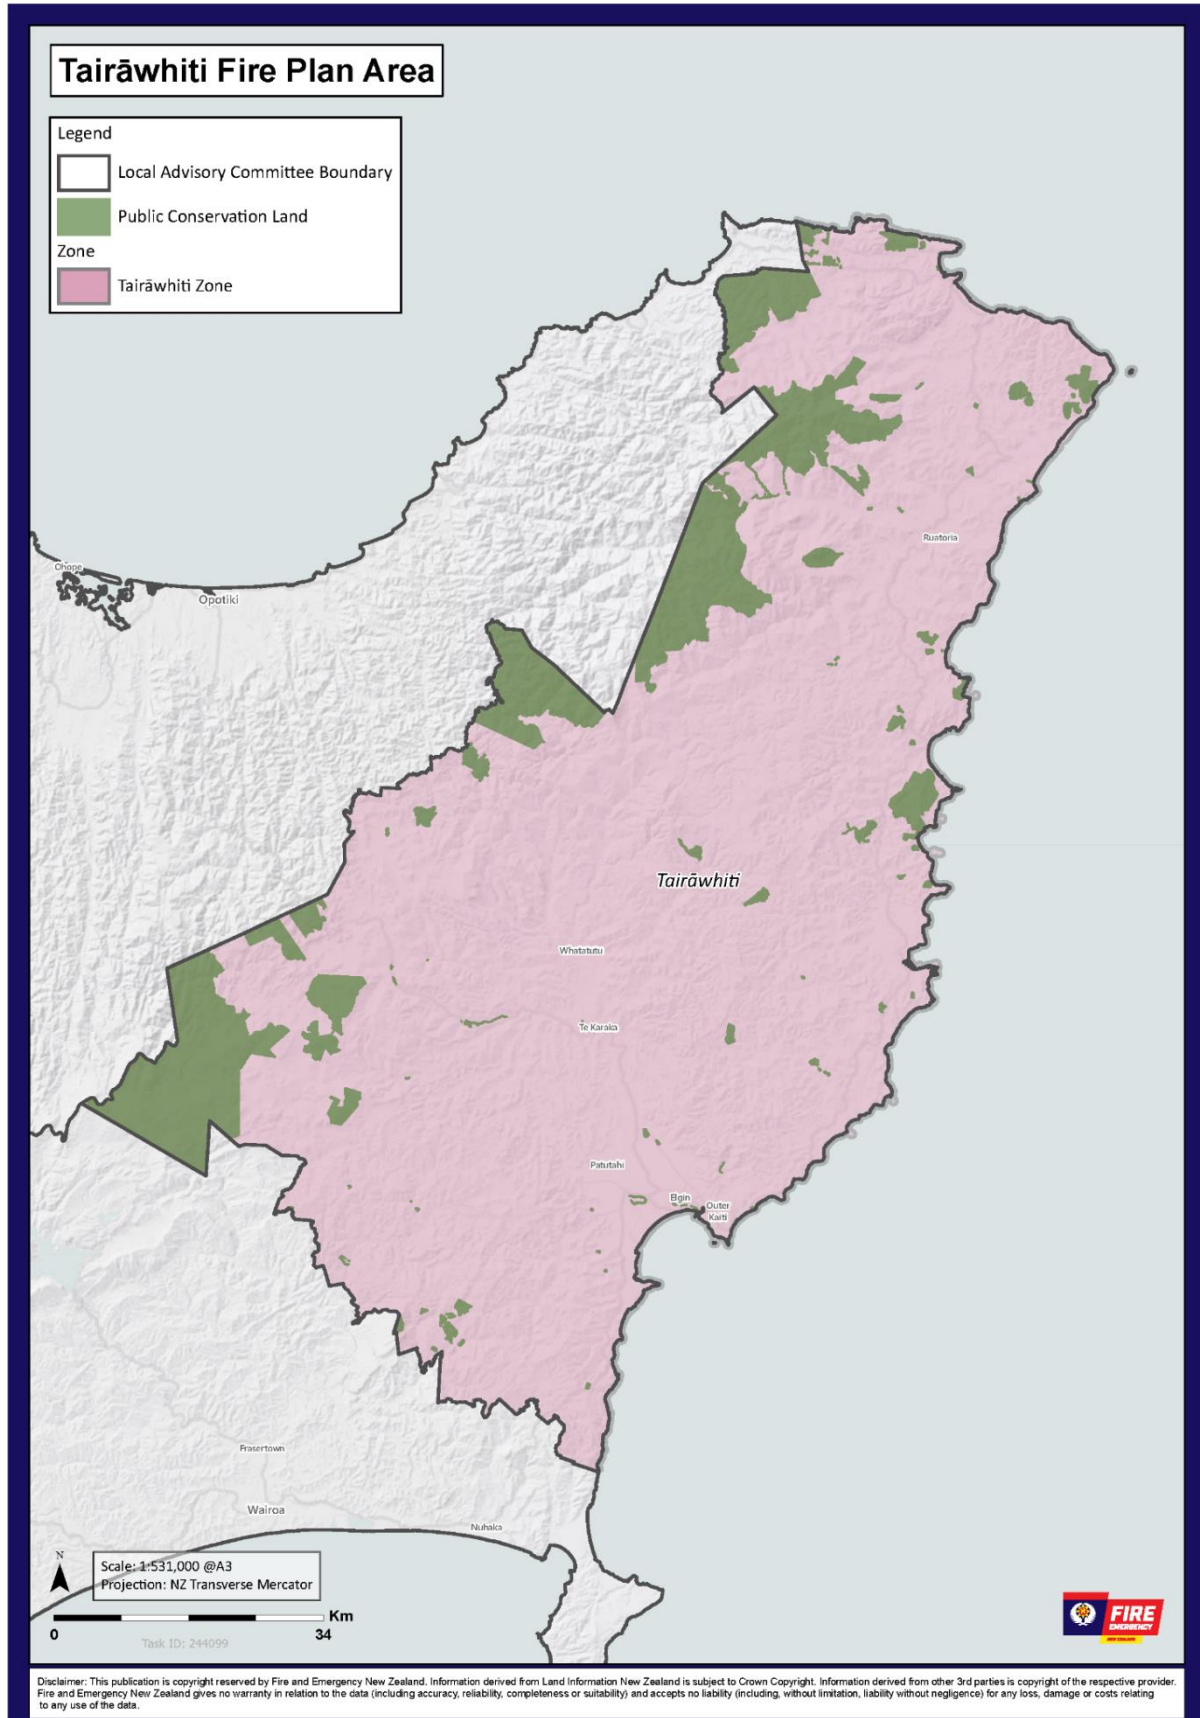 Tairāwhiti Fire Plan Area
Legend
Local Advisory Committee Boundary
Public Conservation Land
Zone
Tairāwhiti Zone
Ruatoria
Ohope
Opotiki
Tairāwhiti
Whatatutu
Te Karaka
Patutahi
Elgin
Outer
Kaiti
Frasertown
Wairoa
Nuhaka
N
Scale: 1:531,000 @A3
Projection: NZ Transverse Mercator
Km
0
34
Task ID: 244099
FIRE
EMERGENCY
NEW ZEALAND
Disclaimer: This publication is copyright reserved by Fire and Emergency New Zealand. Information derived from Land Information New Zealand is subject to Crown Copyright. Information derived from other 3rd parties is copyright of the respective provider.
Fire and Emergency New Zealand gives no warranty in relation to the data (including accuracy, reliability, completeness or suitability) and accepts no liability (including, without limitation, liability without negligence) for any loss, damage or costs relating
to any use of the data.